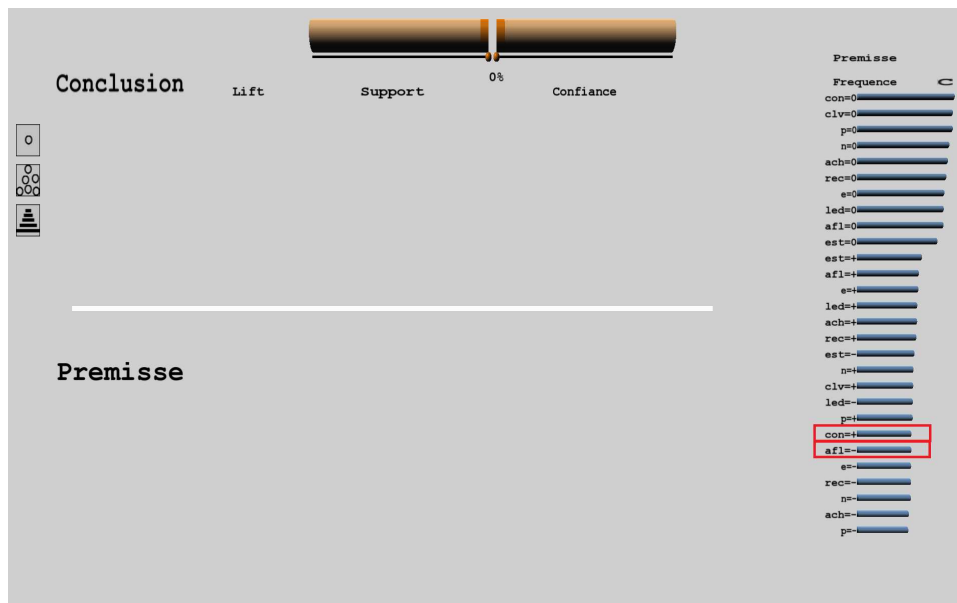 Premisse
0%
Conclusion
Lift
Support
Confiance
Frequence
con=0
clv=0
p=0
n=0
ach=0
rec=0
e=0
led=0
afl=0
est=0
est=+
afl=+
e=+
led=+
ach=+
rec=+
est=-
n=+
clv=+
led=-
p=+
con=+
afl=-
e=-
rec=-
n=-
ach=-
p=-
Premisse